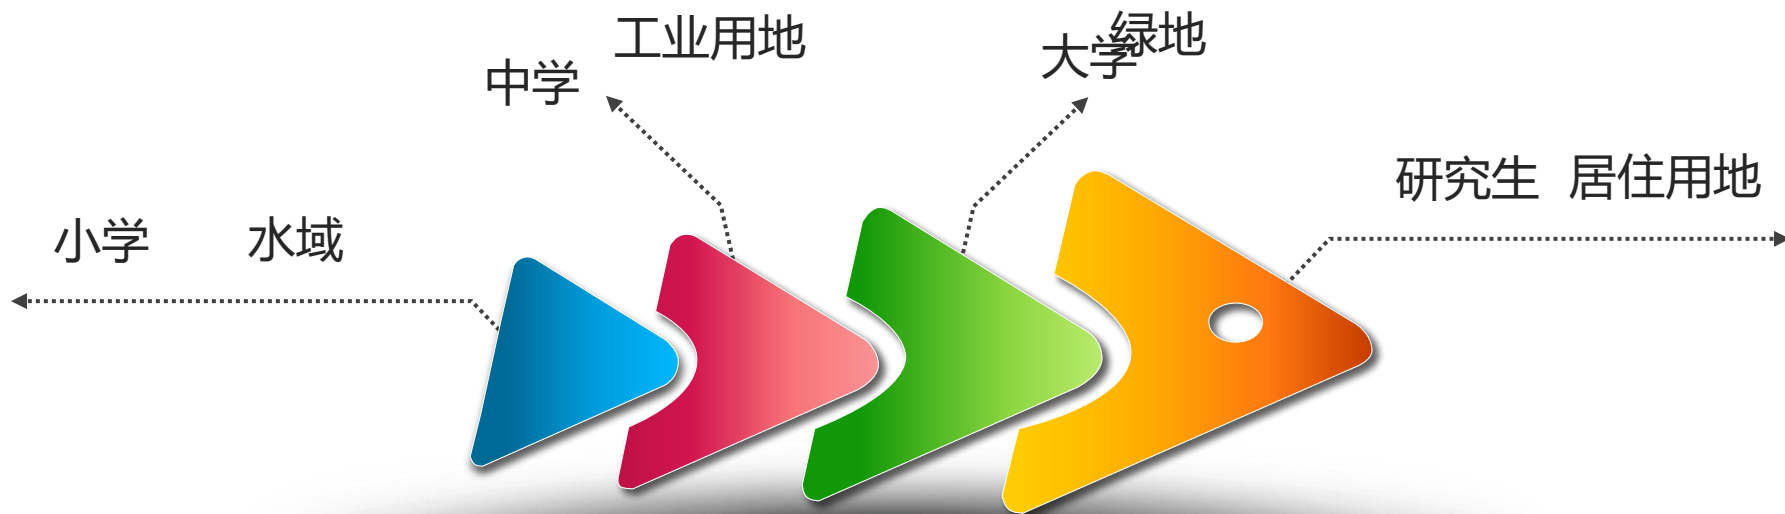 工业用地
中学
绿地
大学
研究生 居住用地
小学 水域